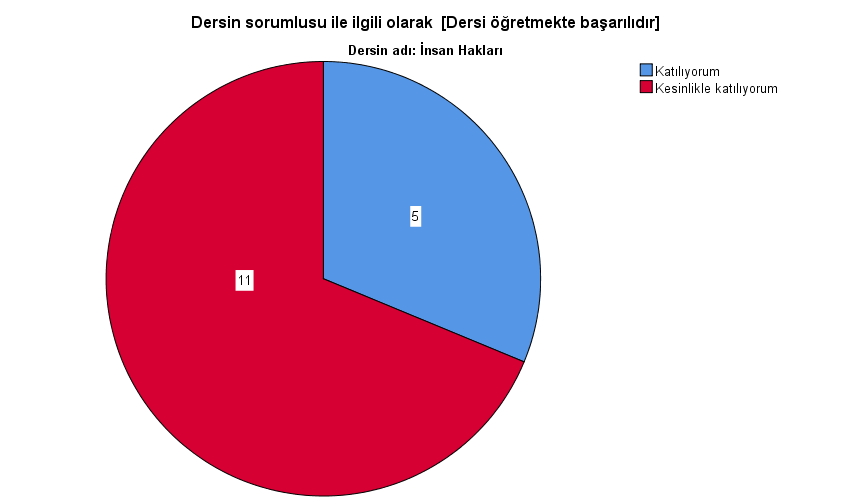 Dersin sorumlusu ile ilgili olarak [Dersi öğretmekte başarılıdır]
Dersin adı: İnsan Hakları
Katılıyorum
Kesinlikle katılıyorum
5
11